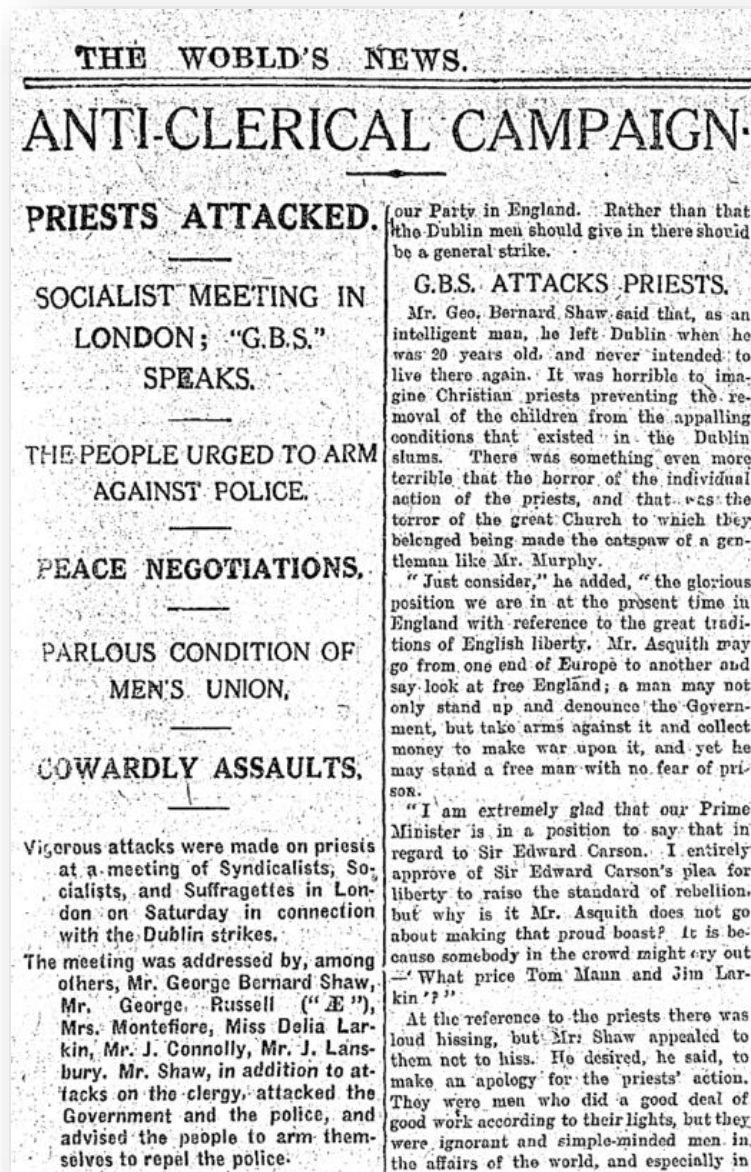 THE WOBLD'S NEWS.
ANTI-CLERICAL CAMPAIGN
PRIESTS ATTACKED.
SOCIALIST MEETING IN
LONDON; "G.B.S."
SPEAKS.
THE PEOPLE URGED TO ARM
AGAINST POLICE.
PEACE NEGOTIATIONS.
PARLOUS CONDITION OF
MEN'S UNION.
COWARDLY ASSAULTS.
Vigorous attacks were made on priests
at a meeting of Syndicalists, So-
cialists, and Suffragettes in Lon-
don on Saturday in connection
with the Dublin strikes.
The meeting was addressed by, among
others, Mr. George Bernard Shaw,
Mr. George Russell ("Æ"),
Mrs. Montefiore, Miss Delia Lar-
kin, Mr. J. Connolly, Mr. J. Lans-
bury. Mr. Shaw, in addition to at-
tacks on the clergy, attacked the
Government and the police, and
advised the people to arm them-
selves to repel the police.
our Party in England. Rather than that
the Dublin men should give in there should
be a general strike.
G.B.S. ATTACKS PRIESTS.
Mr. Geo. Bernard Shaw said that, as an
intelligent man, he left Dublin when he
was 20 years old, and never intended to
live there again. It was horrible to ima-
gine Christian priests preventing the re-
moval of the children from the appalling
conditions that existed in the Dublin
slums. There was something even more
terrible that the horror of the individual
action of the priests, and that was the
terror of the great Church to which they
belonged being made the catspaw of a gen-
tleman like Mr. Murphy.
"Just consider," he added, "the glorious
position we are in at the present time in
England with reference to the great tradi-
tions of English liberty. Mr. Asquith may
go from one end of Europe to another and
say look at free England; a man may not
only stand up and denounce the Govern-
ment, but take arms against it and collect
money to make war upon it, and yet he
may stand a free man with no fear of pri-
son.
"I am extremely glad that our Prime
Minister is in a position to say that in
regard to Sir Edward Carson. I entirely
approve of Sir Edward Carson's plea for
liberty to raise the standard of rebellion,
but why is it Mr. Asquith does not go
about making that proud boast? It is be-
cause somebody in the crowd might cry out
—'What price Tom Mann and Jim Lar-
kin'?"
At the reference to the priests there was
loud hissing, but Mr. Shaw appealed to
them not to hiss. He desired, he said, to
make an apology for the priests' action.
They were men who did a good deal of
good work according to their lights, but they
were ignorant and simple-minded men in
the affairs of the world, and especially in